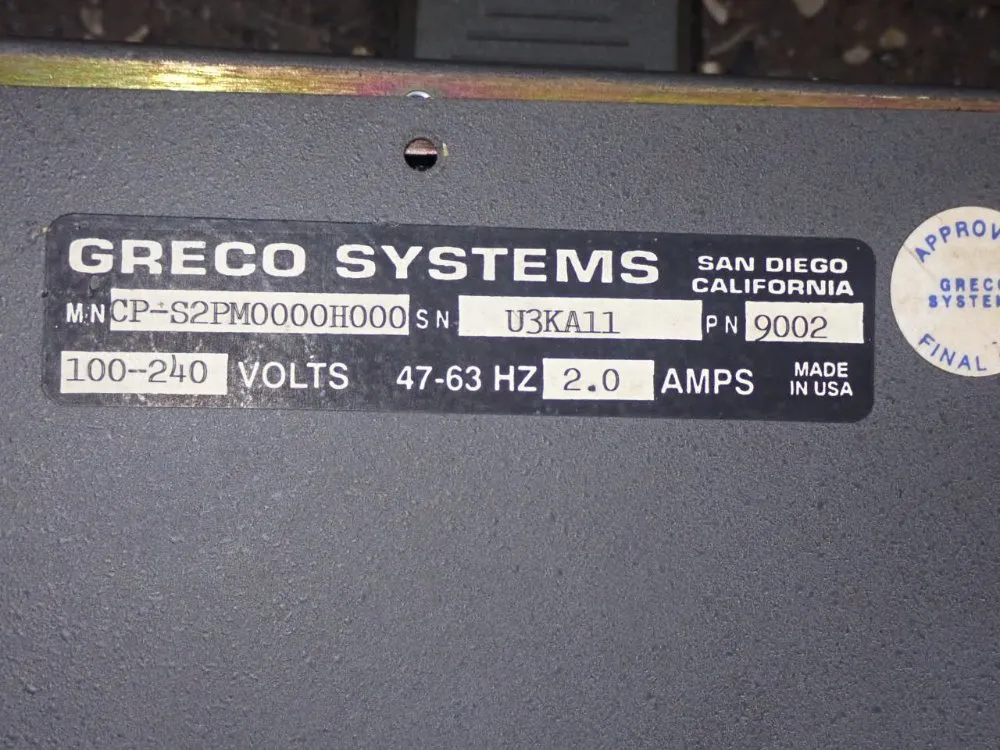 GRECO SYSTEMS SAN DIEGO CALIFORNIA
M/N CP-S2PM0000H000 S N U3KA11 P N 9002
100-240 VOLTS 47-63 HZ 2.0 AMPS MADE IN USA
GRECO
FINAL